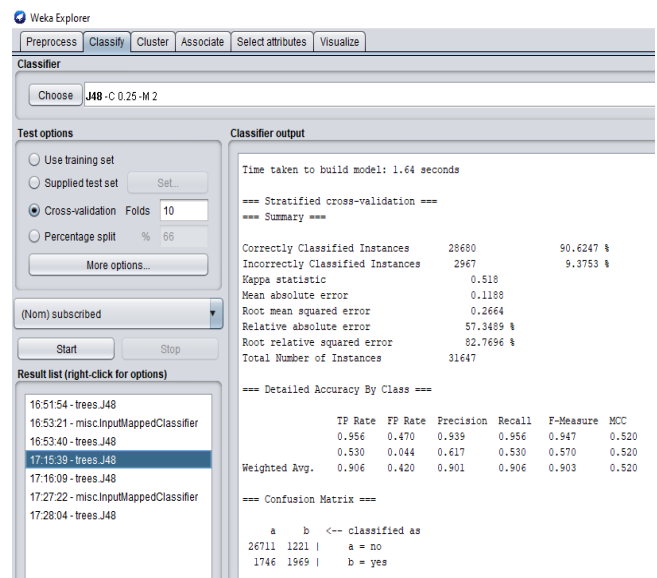 Weka Explorer
Preprocess Classify Cluster Associate Select attributes Visualize
Classifier
Choose J48 -C 0.25 -M 2
Test options
Use training set
Supplied test set Set...
Cross-validation Folds 10
Percentage split % 66
More options...
(Nom) subscribed
Start Stop
Result list (right-click for options)
16:51:54 - trees.J48
16:53:21 - misc.InputMappedClassifier
16:53:40 - trees.J48
17:15:39 - trees.J48
17:16:09 - trees.J48
17:27:22 - misc.InputMappedClassifier
17:28:04 - trees.J48
Classifier output
Time taken to build model: 1.64 seconds
=== Stratified cross-validation ===
=== Summary ===
Correctly Classified Instances 28680 90.6247 %
Incorrectly Classified Instances 2967 9.3753 %
Kappa statistic 0.518
Mean absolute error 0.1188
Root mean squared error 0.2664
Relative absolute error 57.3489 %
Root relative squared error 82.7696 %
Total Number of Instances 31647
=== Detailed Accuracy By Class ===
TP Rate FP Rate Precision Recall F-Measure MCC
0.956 0.470 0.939 0.956 0.947 0.520
0.530 0.044 0.617 0.530 0.570 0.520
Weighted Avg. 0.906 0.420 0.901 0.906 0.903 0.520
=== Confusion Matrix ===
a b <-- classified as
26711 1221 | a = no
1746 1969 | b = yes